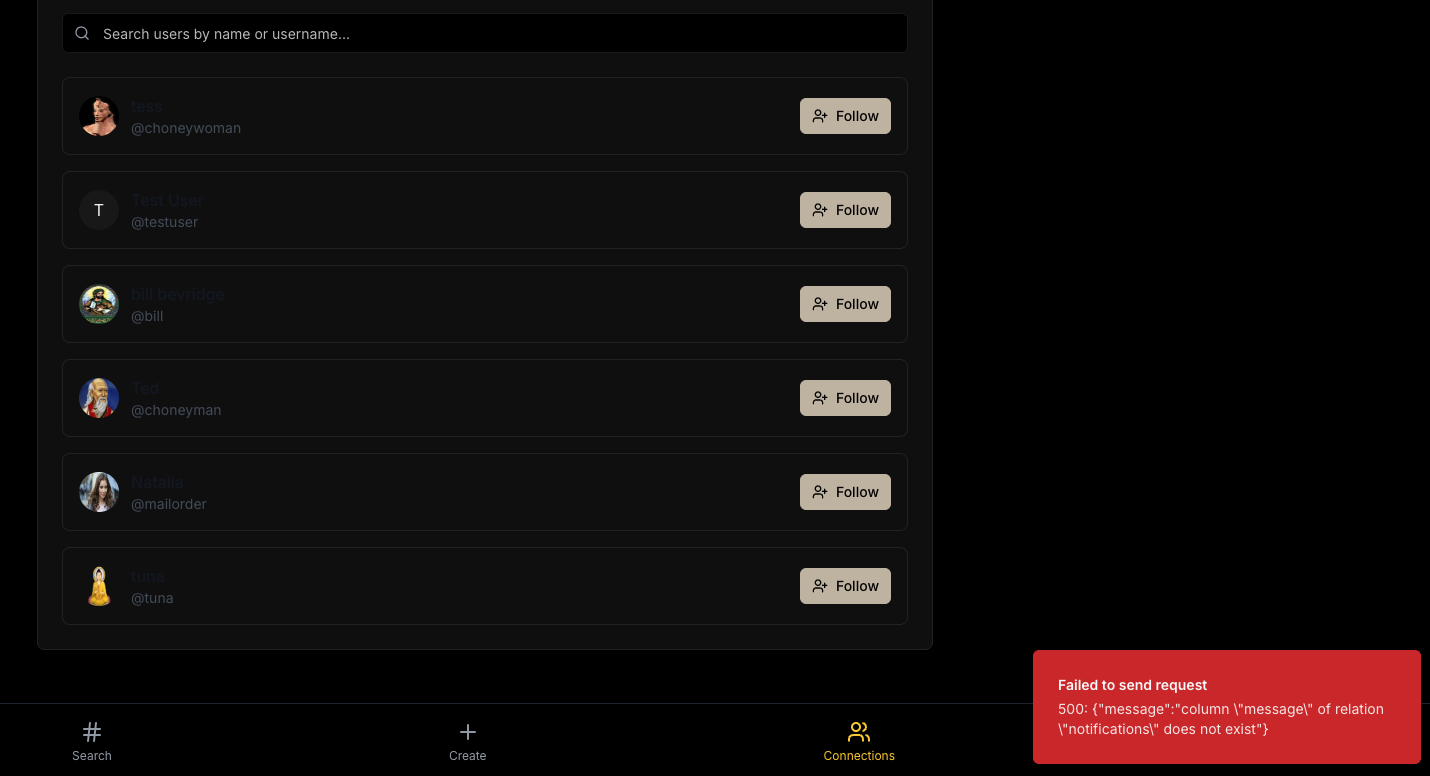 Search users by name or username...
tess
@choneywoman
Follow
T
Test User
@testuser
Follow
bill bevridge
@bill
Follow
Ted
@choneyman
Follow
Natalia
@mailorder
Follow
tuna
@tuna
Follow
Failed to send request
500: {"message":"column \"message\" of relation
\"notifications\" does not exist"}
Search
Create
Connections